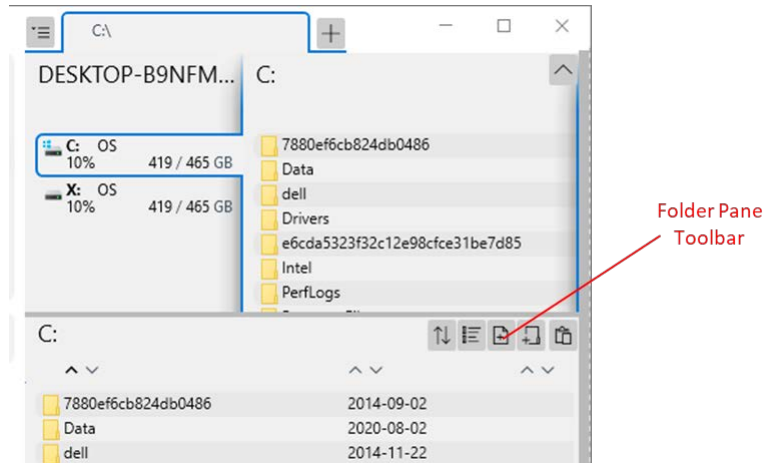 C:\
DESKTOP-B9NFM...
C:
C: OS
10% 419 / 465 GB
X: OS
10% 419 / 465 GB
7880ef6cb824db0486
Data
dell
Drivers
e6cda5323f32c12e98cfce31be7d85
Intel
PerfLogs
Folder Pane
Toolbar
C:
7880ef6cb824db0486 2014-09-02
Data 2020-08-02
dell 2014-11-22